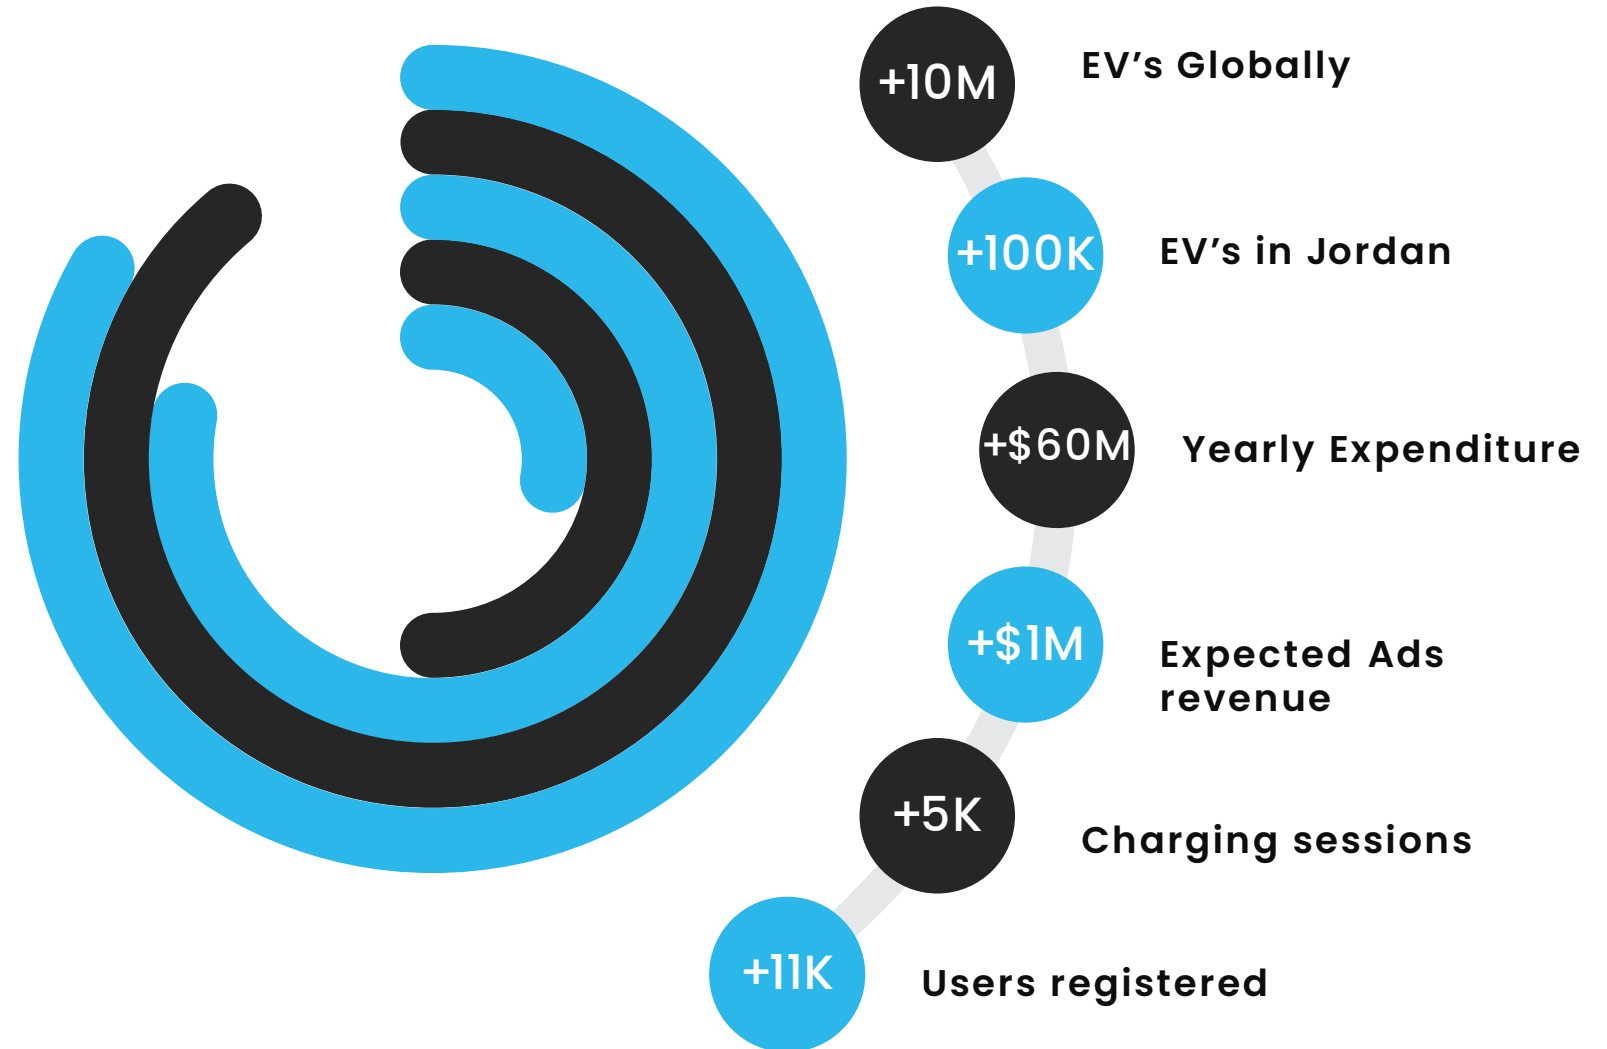 +10M
EV’s Globally
+100K
EV’s in Jordan
+$60M
Yearly Expenditure
+$1M
Expected Ads
revenue
+5K
Charging sessions
+11K
Users registered